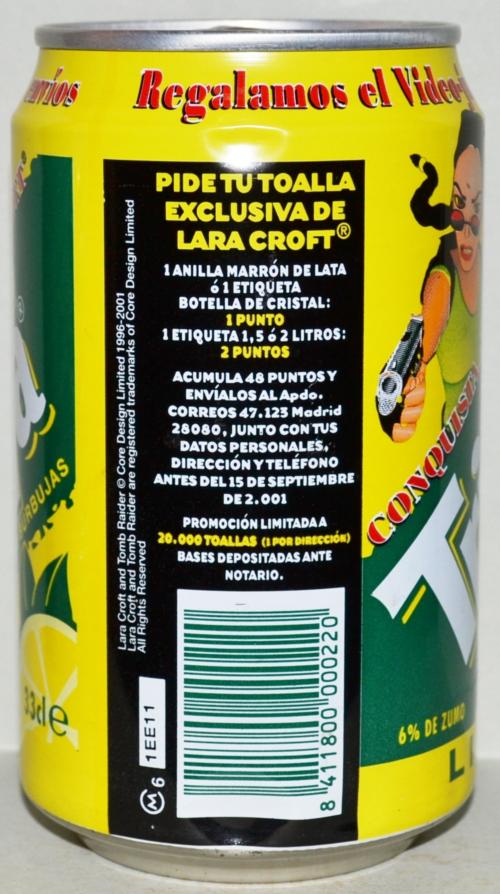 envíos
Regalamos el Video-
PIDE TU TOALLA
EXCLUSIVA DE
LARA CROFT®
1 ANILLA MARRÓN DE LATA
ó 1 ETIQUETA
BOTELLA DE CRISTAL:
1 PUNTO
1 ETIQUETA 1,5 ó 2 LITROS:
2 PUNTOS
ACUMULA 48 PUNTOS Y
ENVÍALOS AL Apdo.
CORREOS 47.123 Madrid
28080, JUNTO CON TUS
DATOS PERSONALES,
DIRECCIÓN Y TELÉFONO
ANTES DEL 15 DE SEPTIEMBRE
DE 2.001
PROMOCIÓN LIMITADA A
20.000 TOALLAS (1 POR DIRECCIÓN)
BASES DEPOSITADAS ANTE
NOTARIO.
Lara Croft and Tomb Raider © Core Design Limited 1996-2001
Lara Croft and Tomb Raider are registered trademarks of Core Design Limited
All Rights Reserved
1EE11
M 6
8 411800 000220
a®
BURBUJAS
33cl e
CONQUIS
6% DE ZUMO
L